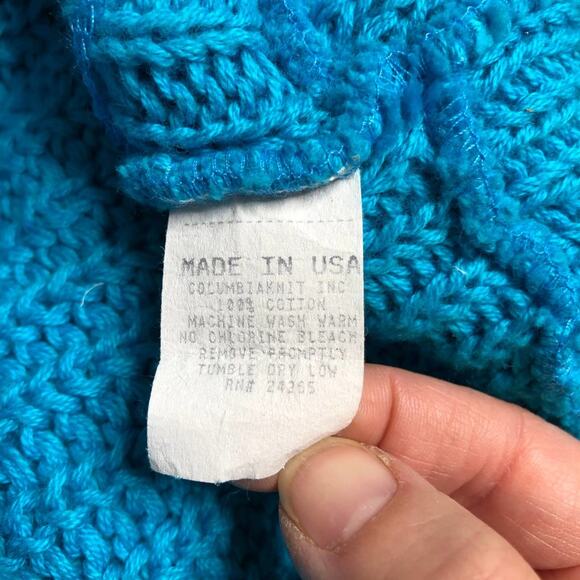 MADE IN USA
COLUMBIAKNIT INC
100% COTTON
MACHINE WASH WARM
NO CHLORINE BLEACH
REMOVE PROMPTLY
TUMBLE DRY LOW
RN# 24365